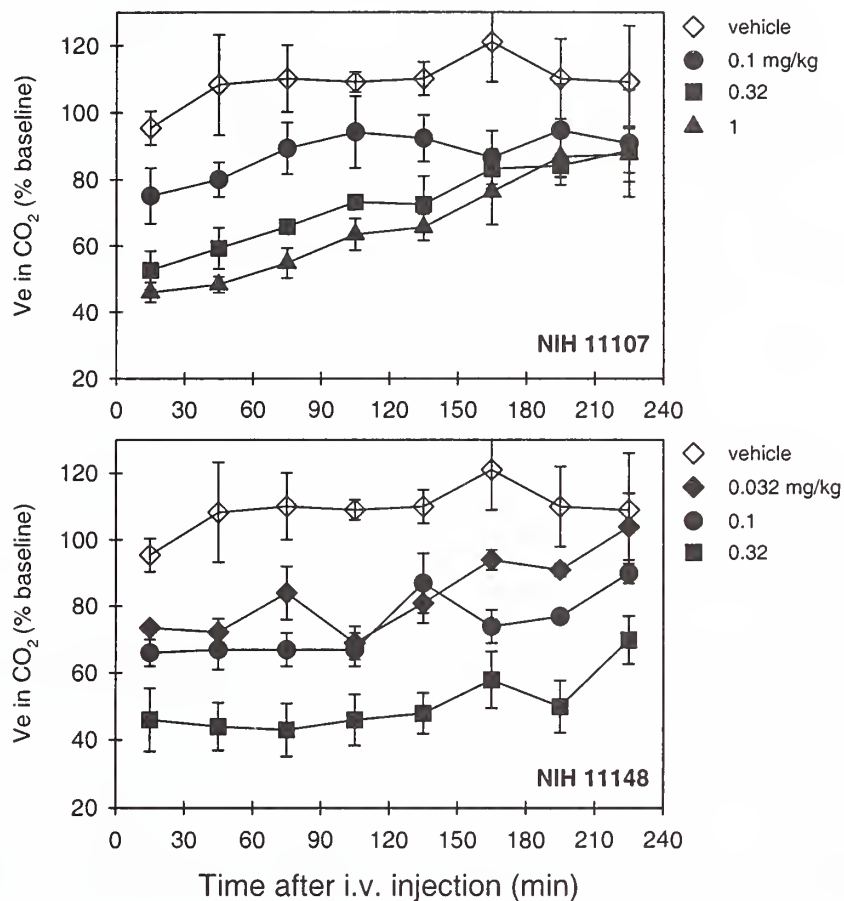 120
100
80
60
40
20
Ve in CO₂ (% baseline)
0 30 60 90 120 150 180 210 240
NIH 11107
vehicle
0.1 mg/kg
0.32
1
120
100
80
60
40
20
Ve in CO₂ (% baseline)
0 30 60 90 120 150 180 210 240
NIH 11148
vehicle
0.032 mg/kg
0.1
0.32
Time after i.v. injection (min)